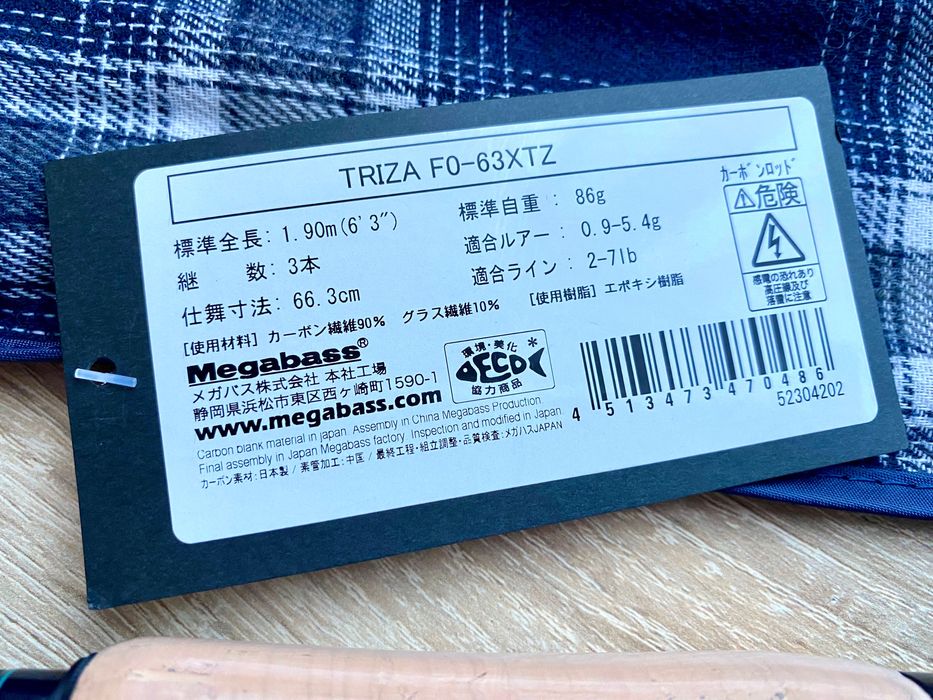 TRIZA F0-63XTZ
標準全長: 1.90m(6'3")
標準自重: 86g
継 数: 3本
適合ルアー: 0.9-5.4g
仕舞寸法: 66.3cm
適合ライン: 2-7lb
[使用材料] カーボン繊維90% グラス繊維10% [使用樹脂] エポキシ樹脂
カーボンロッド
⚠危険
感電の恐れあり
高圧線及び
落雷に注意
Megabass®
メガバス株式会社 本社工場
静岡県浜松市東区西ヶ崎町1590-1
www.megabass.com
環境・美化
DECO
協力商品
Carbon blank material in japan. Assembly in China Megabass Production.
Final assembly in Japan Megabass factory. Inspection and modified in Japan
カーボン素材:日本製 / 素管加工:中国 / 最終工程・組立調整・品質検査:メガバスJAPAN
4 513473 470486
52304202